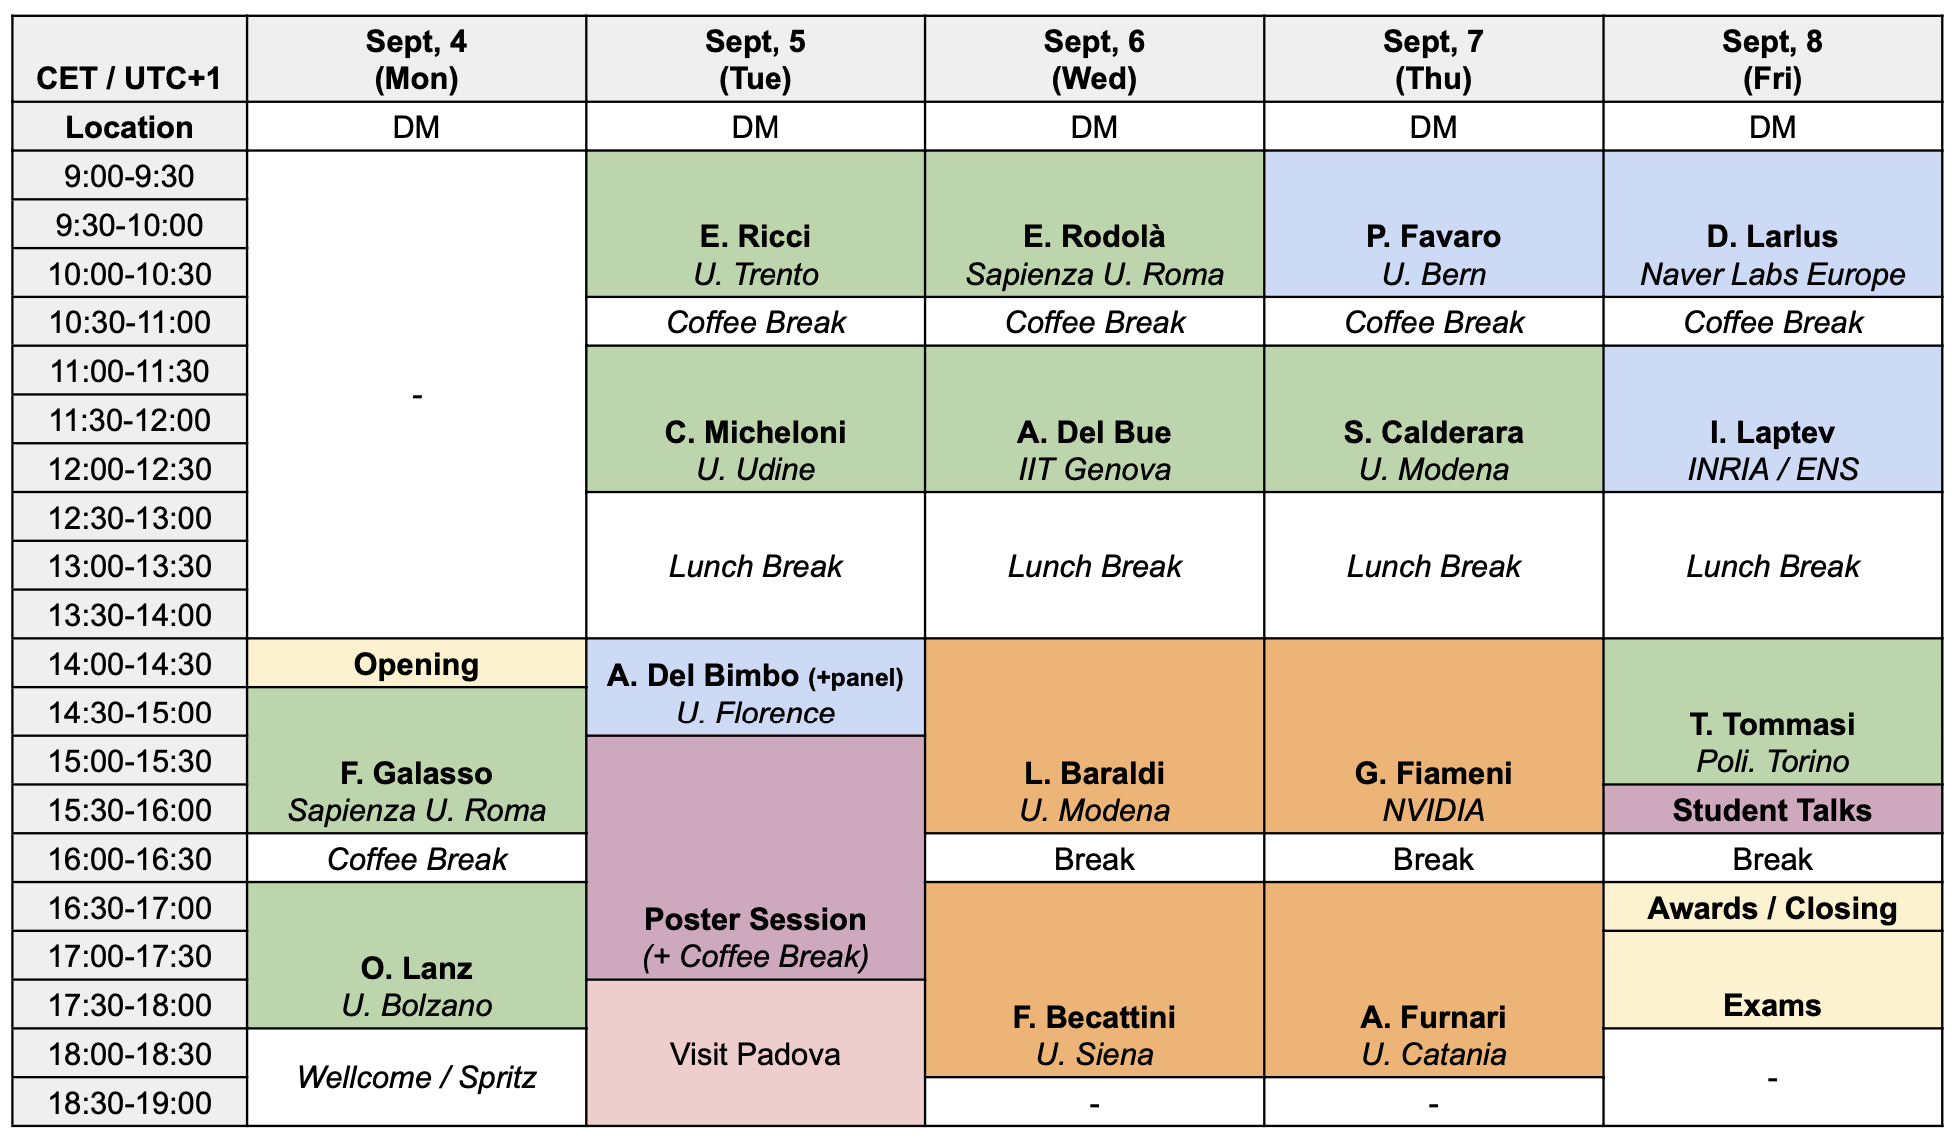 CET / UTC+1 Sept, 4 (Mon) Sept, 5 (Tue) Sept, 6 (Wed) Sept, 7 (Thu) Sept, 8 (Fri)
Location DM DM DM DM DM
9:00-9:30
9:30-10:00 E. Ricci E. Rodolà P. Favaro D. Larlus
10:00-10:30 U. Trento Sapienza U. Roma U. Bern Naver Labs Europe
10:30-11:00 Coffee Break Coffee Break Coffee Break Coffee Break
11:00-11:30 -
11:30-12:00 C. Micheloni A. Del Bue S. Calderara I. Laptev
12:00-12:30 U. Udine IIT Genova U. Modena INRIA / ENS
12:30-13:00
13:00-13:30 Lunch Break Lunch Break Lunch Break Lunch Break
13:30-14:00
14:00-14:30 Opening A. Del Bimbo (+panel)
14:30-15:00 U. Florence T. Tommasi
15:00-15:30 F. Galasso L. Baraldi G. Fiameni Poli. Torino
15:30-16:00 Sapienza U. Roma U. Modena NVIDIA Student Talks
16:00-16:30 Coffee Break Break Break Break
16:30-17:00 Poster Session Awards / Closing
17:00-17:30 O. Lanz (+ Coffee Break)
17:30-18:00 U. Bolzano F. Becattini A. Furnari Exams
18:00-18:30 Visit Padova U. Siena U. Catania
Wellcome / Spritz -
18:30-19:00 - -